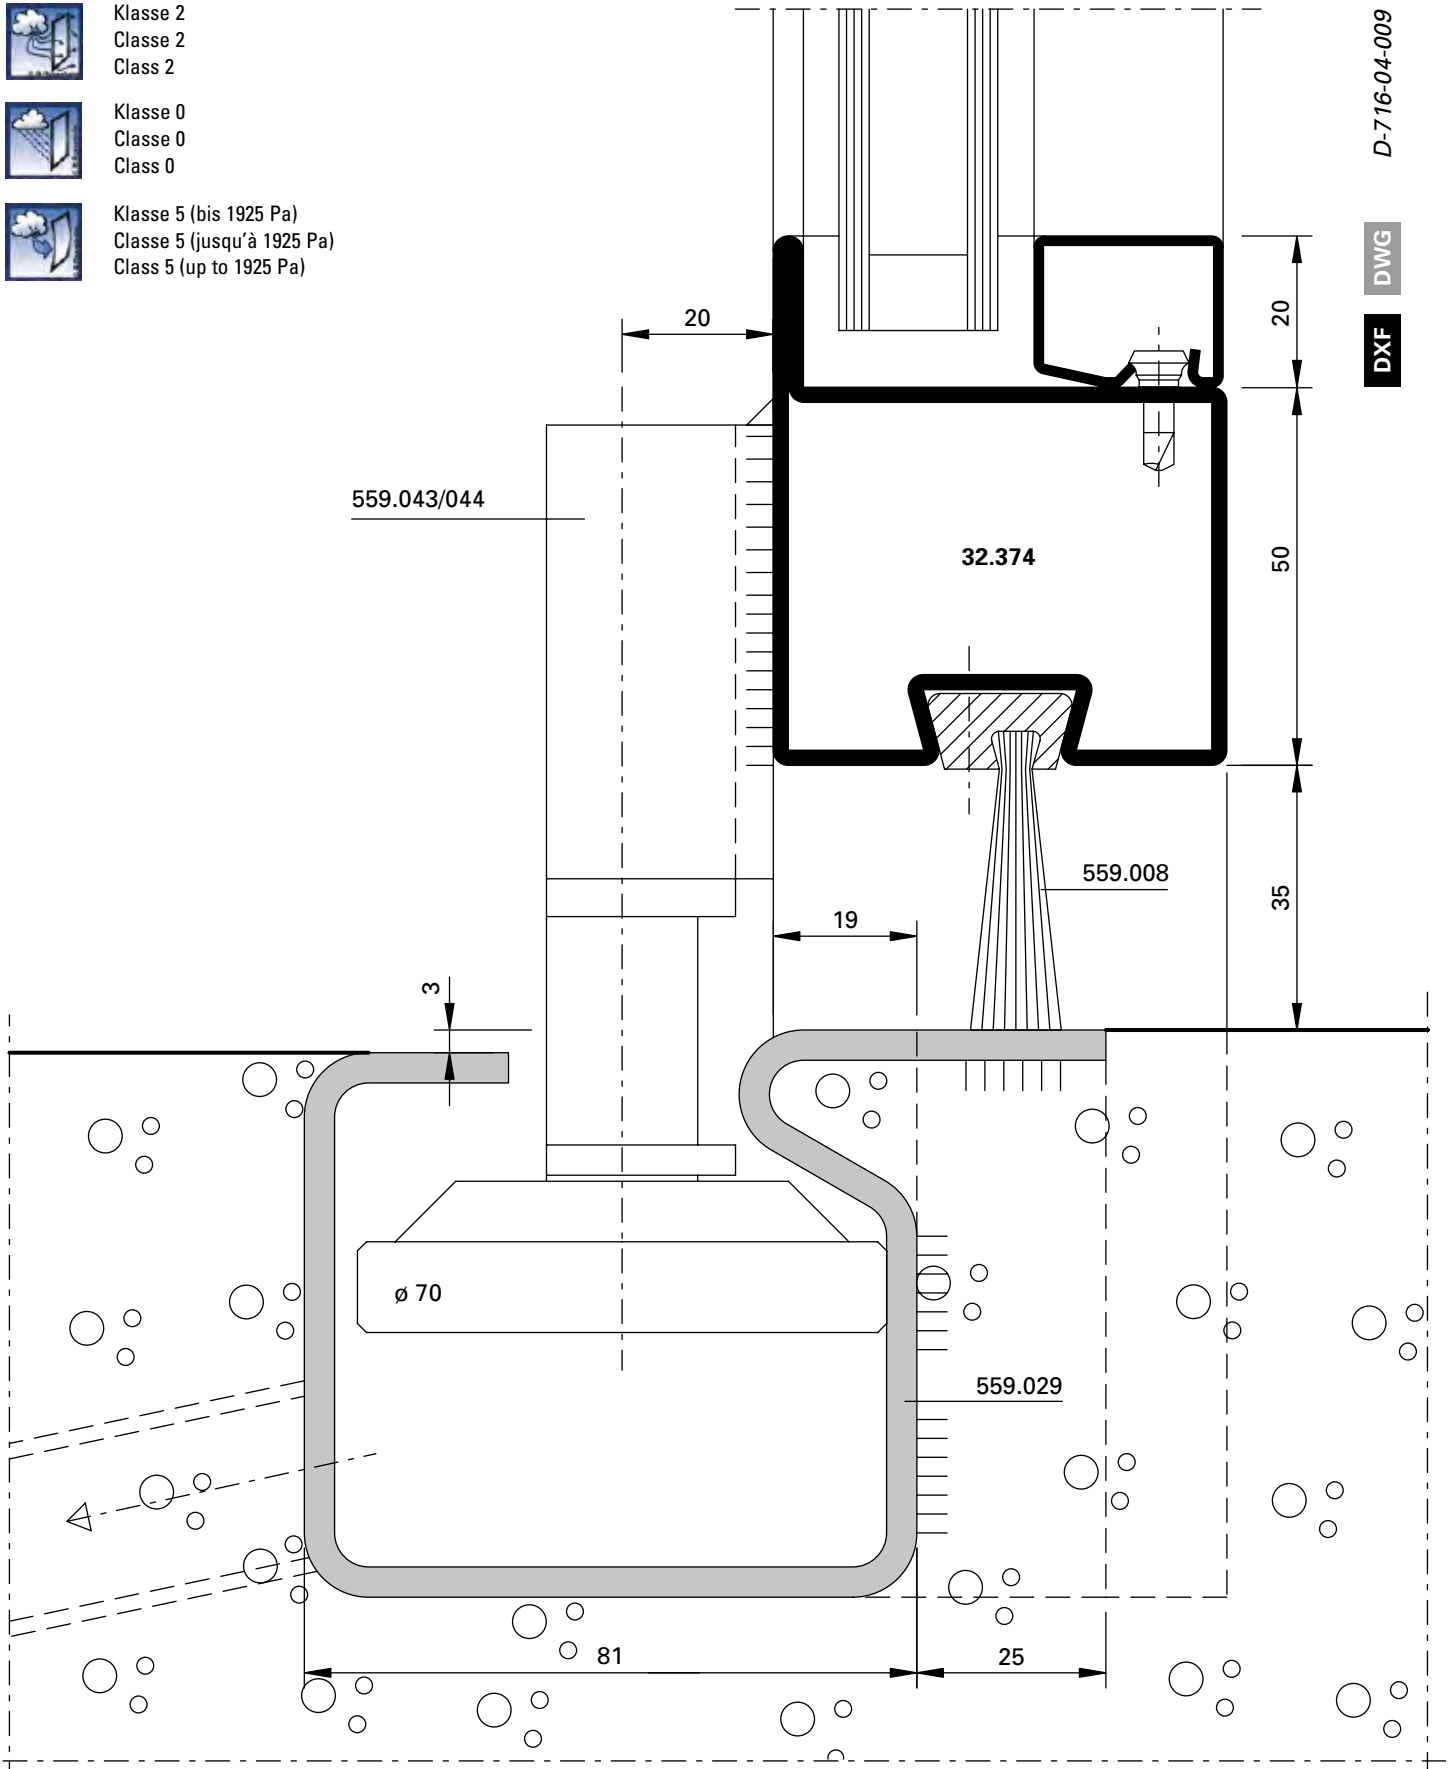 Klasse 2
Classe 2
Class 2
Klasse 0
Classe 0
Class 0
Klasse 5 (bis 1925 Pa)
Classe 5 (jusqu'à 1925 Pa)
Class 5 (up to 1925 Pa)
D-716-04-009
DWG
DXF
20
20
559.043/044
32.374
50
559.008
35
19
3
ø 70
559.029
81
25